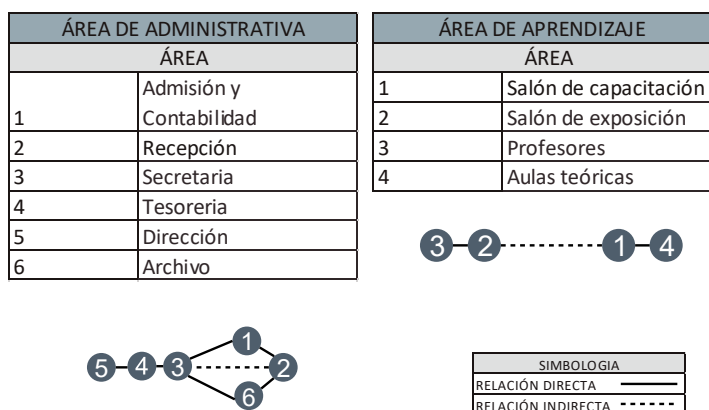 ÁREA DE ADMINISTRATIVA
ÁREA
Admisión y
1 Contabilidad
2 Recepción
3 Secretaria
4 Tesoreria
5 Dirección
6 Archivo
ÁREA DE APRENDIZAJE
ÁREA
1 Salón de capacitación
2 Salón de exposición
3 Profesores
4 Aulas teóricas
3 2 1 4
1
5 4 3 2
6
SIMBOLOGIA
RELACIÓN DIRECTA
RELACIÓN INDIRECTA